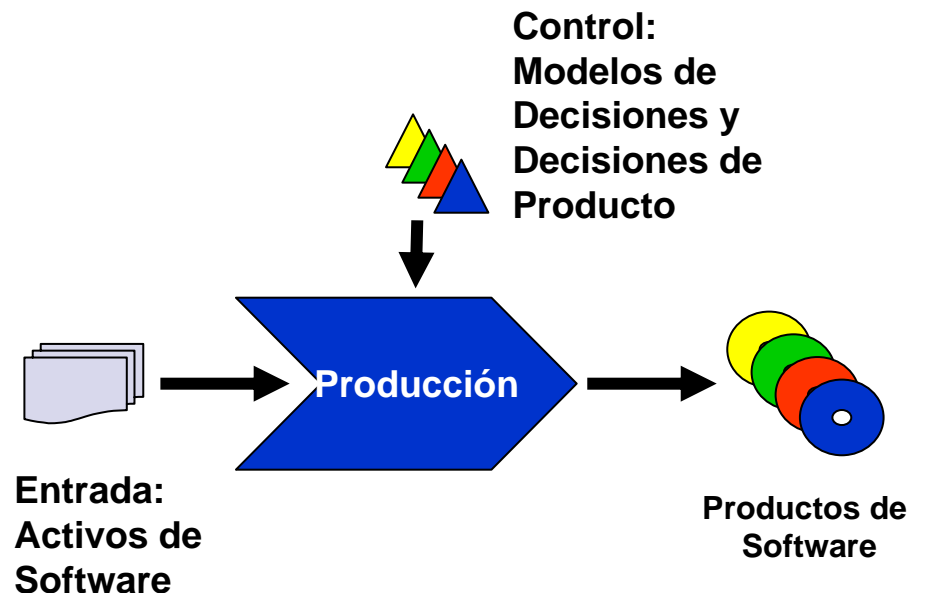 Control:
Modelos de
Decisiones y
Decisiones de
Producto
Producción
Entrada:
Activos de
Software
Productos de
Software